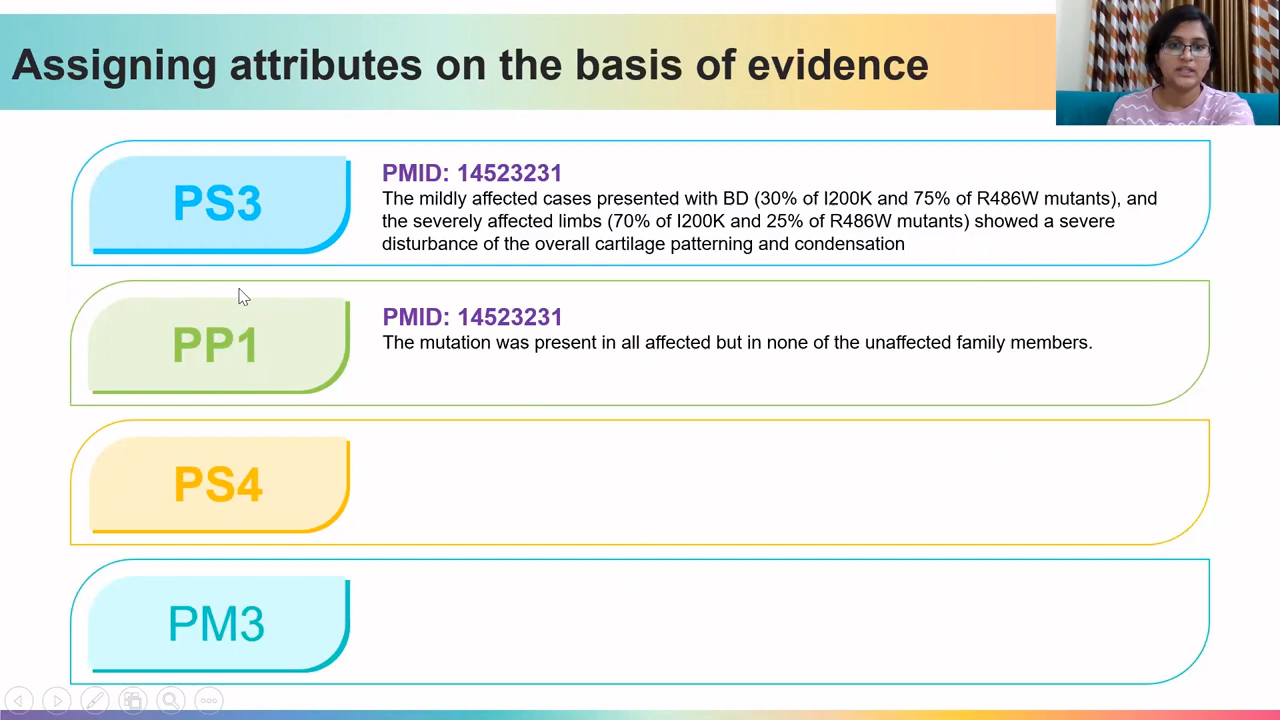 Assigning attributes on the basis of evidence
PS3
PMID: 14523231
The mildly affected cases presented with BD (30% of I200K and 75% of R486W mutants), and
the severely affected limbs (70% of I200K and 25% of R486W mutants) showed a severe
disturbance of the overall cartilage patterning and condensation
PP1
PMID: 14523231
The mutation was present in all affected but in none of the unaffected family members.
PS4
PM3